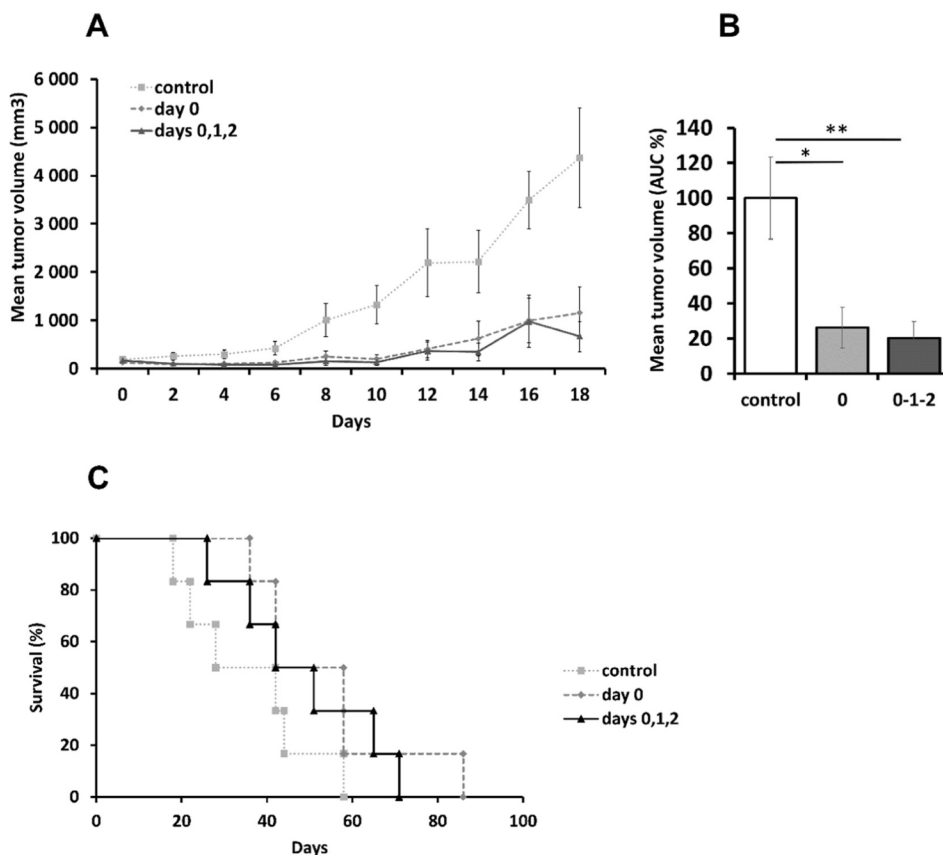 A
Mean tumor volume (mm3)
6 000
5 000
4 000
3 000
2 000
1 000
0
control
day 0
days 0,1,2
0 2 4 6 8 10 12 14 16 18
Days
B
Mean tumor volume (AUC %)
140
120
100
80
60
40
20
0
**
*
control 0 0-1-2
C
Survival (%)
100
80
60
40
20
0
0 20 40 60 80 100
Days
control
day 0
days 0,1,2